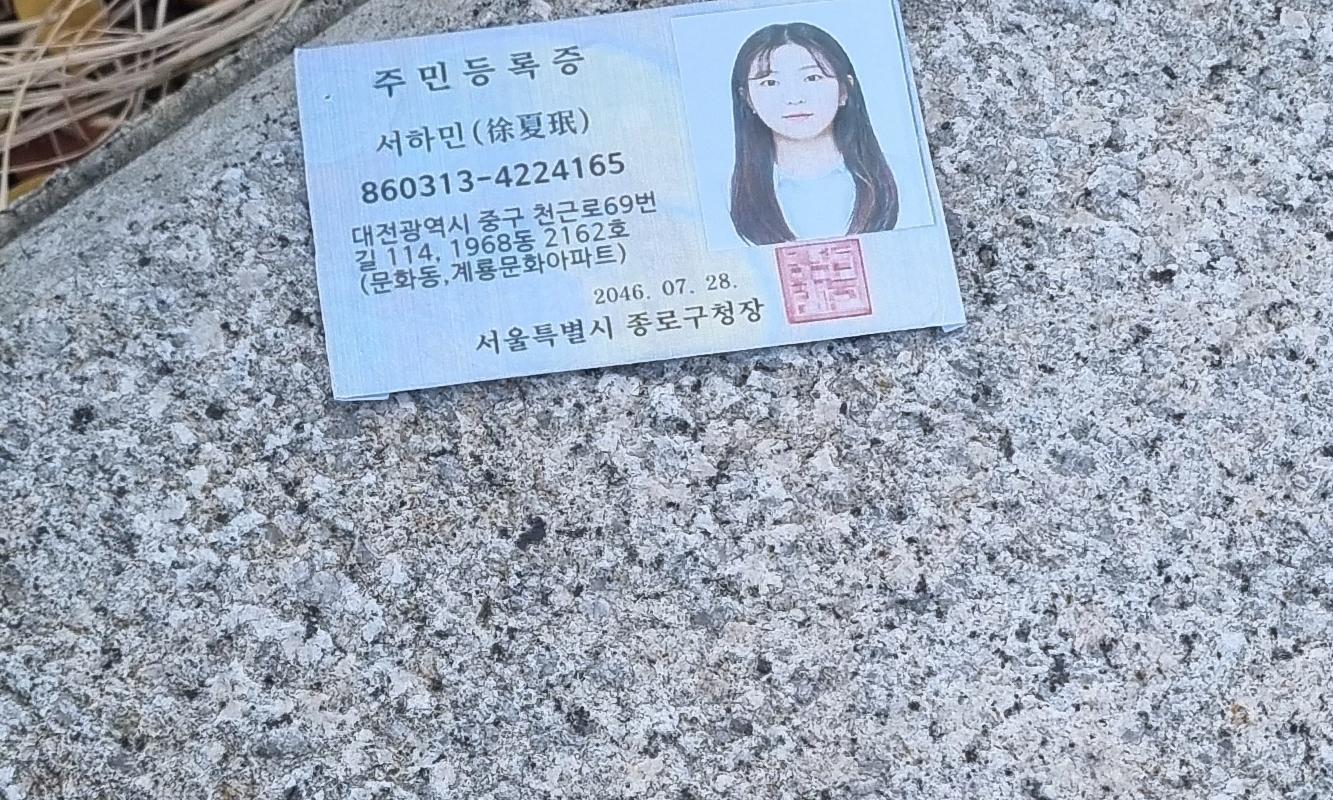 주민등록증
서하민(徐夏珉)
860313-4224165
대전광역시 중구 천근로69번
길 114, 1968동 2162호
(문화동,계룡문화아파트)
2046. 07. 28.
서울특별시 종로구청장